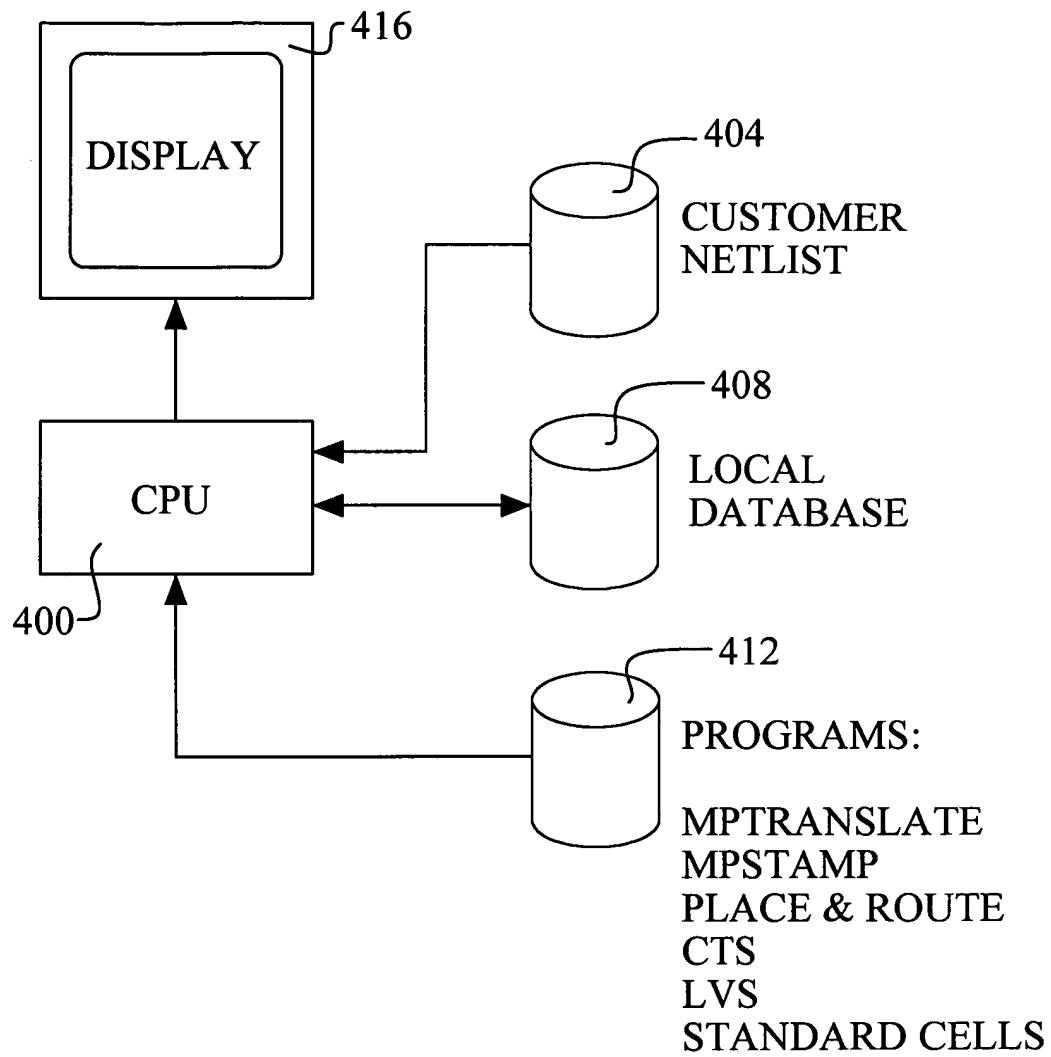 416
DISPLAY
404
CUSTOMER
NETLIST
408
LOCAL
DATABASE
CPU
400
412
PROGRAMS:
MPTRANSLATE
MPSTAMP
PLACE & ROUTE
CTS
LVS
STANDARD CELLS